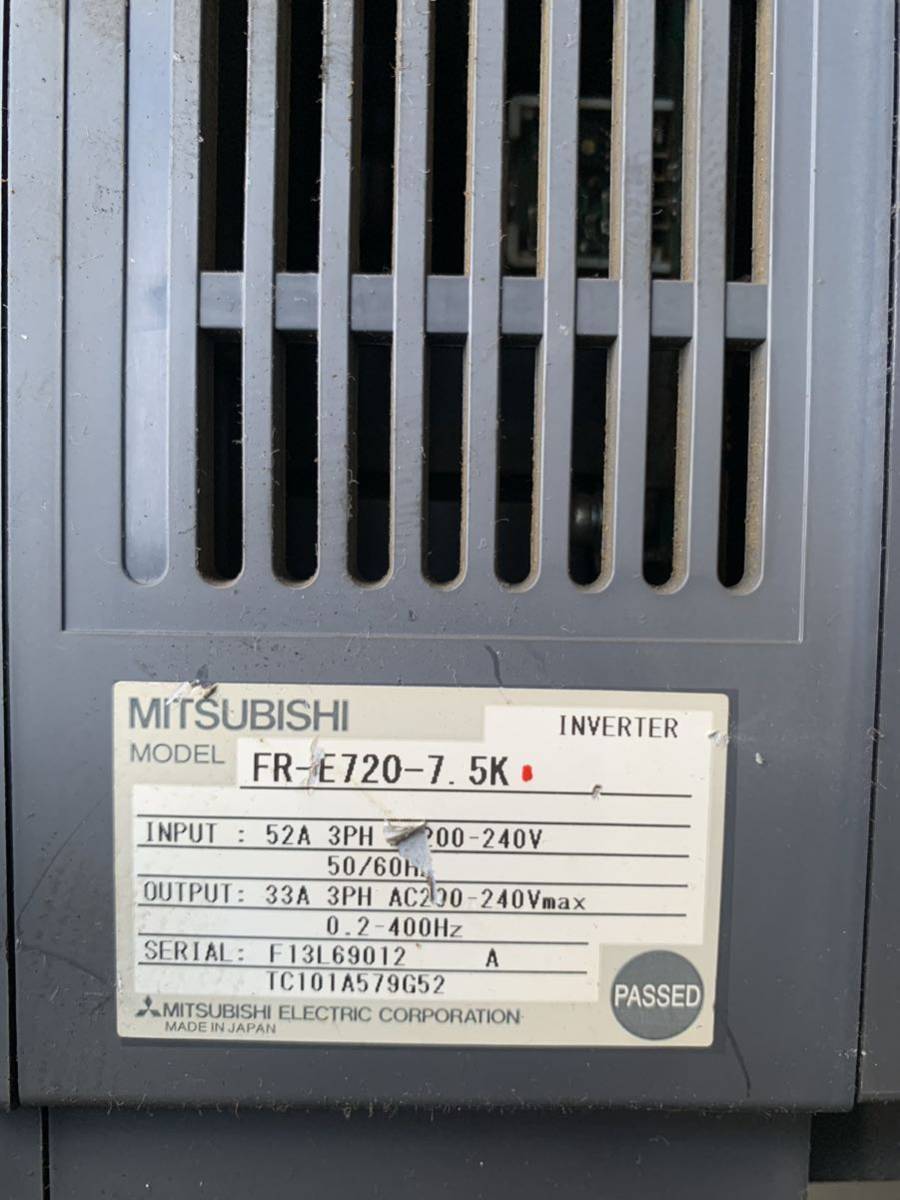 MITSUBISHI
INVERTER
MODEL FR-E720-7.5K
INPUT : 52A 3PH 200-240V
50/60Hz
OUTPUT: 33A 3PH AC200-240Vmax
0.2-400Hz
SERIAL: F13L69012 A
TC101A579G52
PASSED
MITSUBISHI ELECTRIC CORPORATION
MADE IN JAPAN